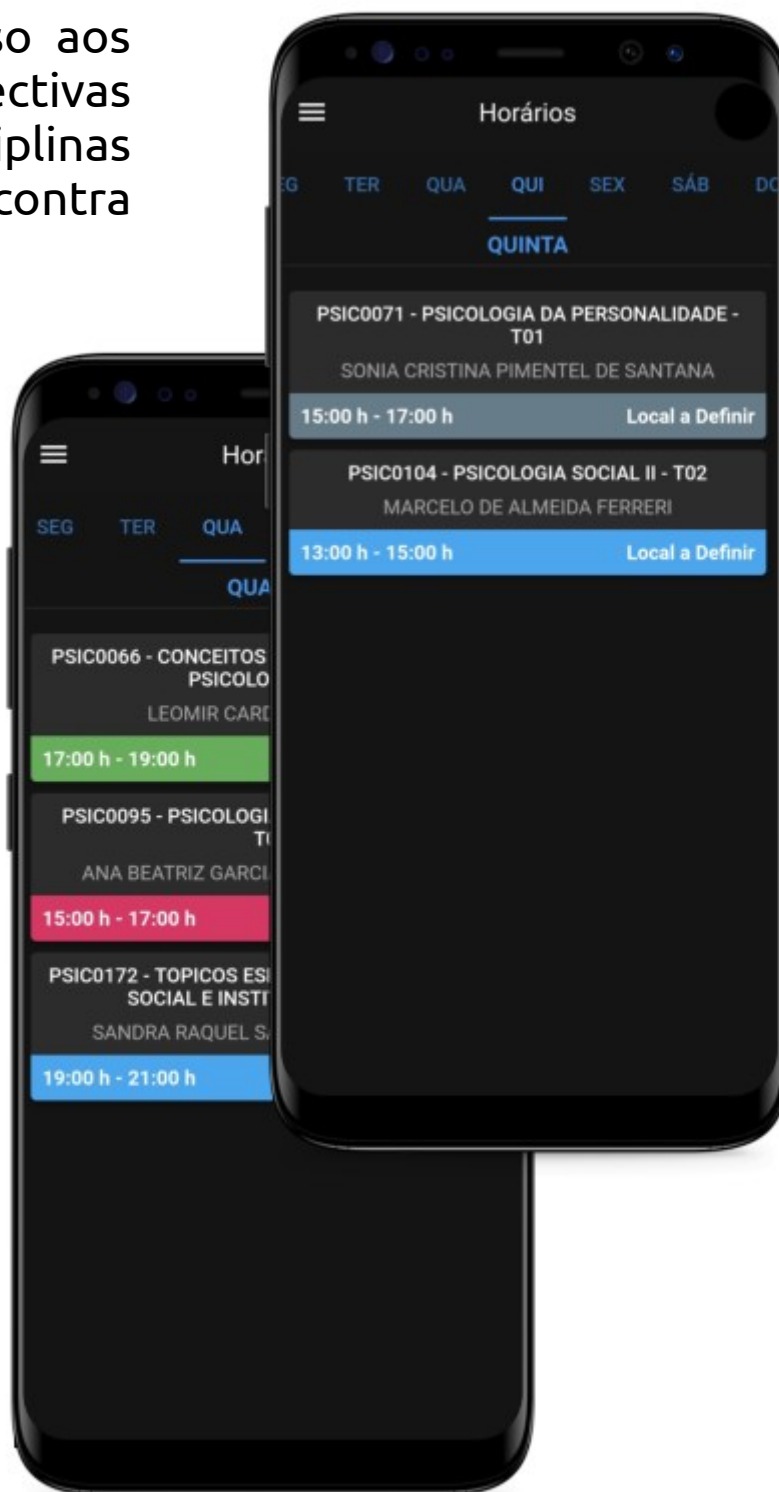 so aos
ectivas
iplinas
contra
Horários
TER QUA QUI SEX SÁB
QUINTA
PSIC0071 - PSICOLOGIA DA PERSONALIDADE -
T01
SONIA CRISTINA PIMENTEL DE SANTANA
15:00 h - 17:00 h Local a Definir
PSIC0104 - PSICOLOGIA SOCIAL II - T02
MARCELO DE ALMEIDA FERRERI
13:00 h - 15:00 h Local a Definir
Hor
SEG TER QUA
QUA
PSIC0066 - CONCEITOS
PSICOLO
LEOMIR CARD
17:00 h - 19:00 h
PSIC0095 - PSICOLOGI
ANA BEATRIZ GARCI
15:00 h - 17:00 h
PSIC0172 - TOPICOS ESP
SOCIAL E INSTI
SANDRA RAQUEL
19:00 h - 21:00 h